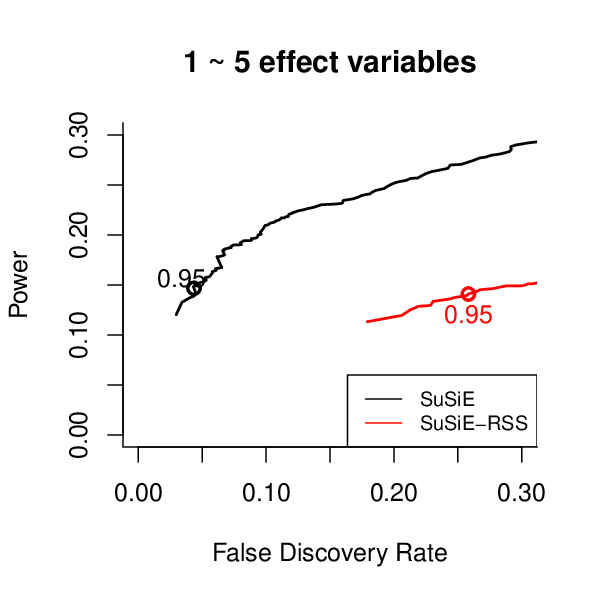 1 ~ 5 effect variables
Power
0.30
0.20
0.10
0.00
0.95
0.95
SuSiE
SuSiE−RSS
0.00 0.10 0.20 0.30
False Discovery Rate